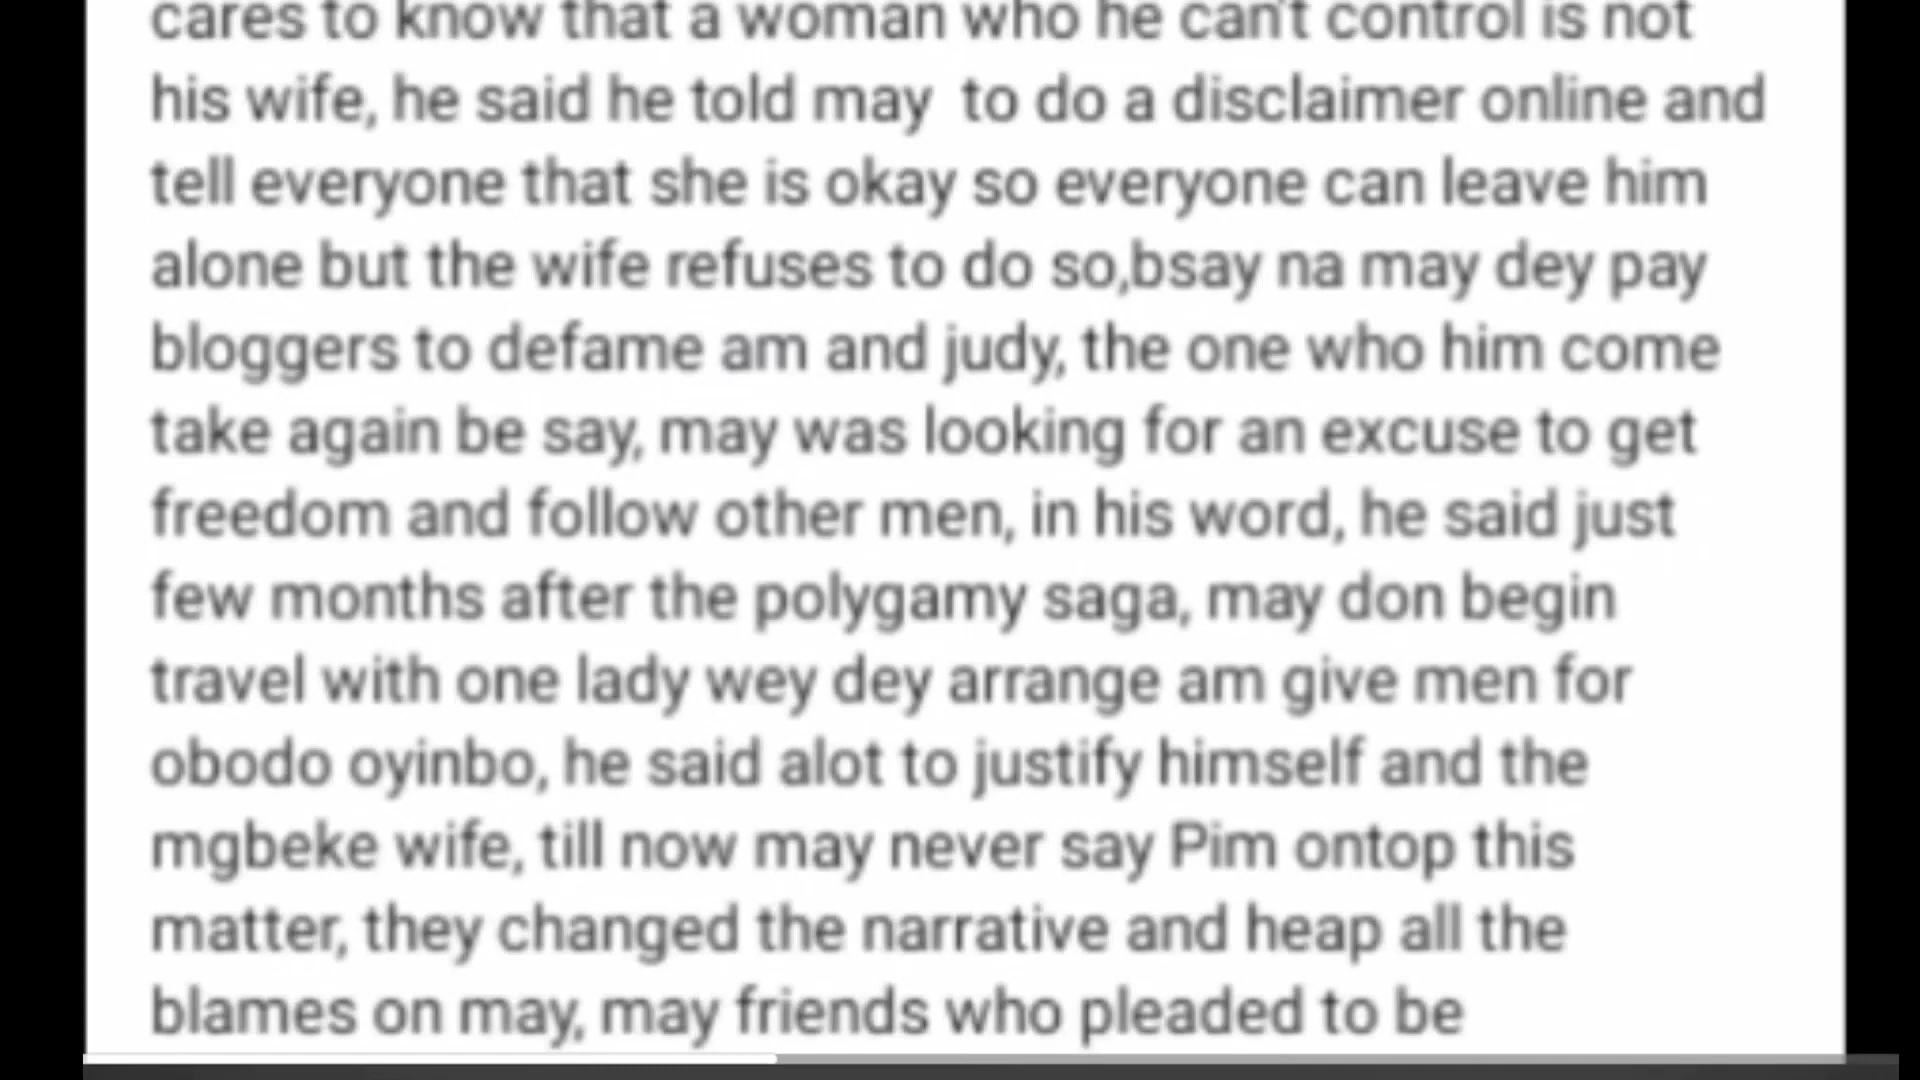 cares to know that a woman who he can't control is not
his wife, he said he told may  to do a disclaimer online and
tell everyone that she is okay so everyone can leave him
alone but the wife refuses to do so,bsay na may dey pay
bloggers to defame am and judy, the one who him come
take again be say, may was looking for an excuse to get
freedom and follow other men, in his word, he said just
few months after the polygamy saga, may don begin
travel with one lady wey dey arrange am give men for
obodo oyinbo, he said alot to justify himself and the
mgbeke wife, till now may never say Pim ontop this
matter, they changed the narrative and heap all the
blames on may, may friends who pleaded to be